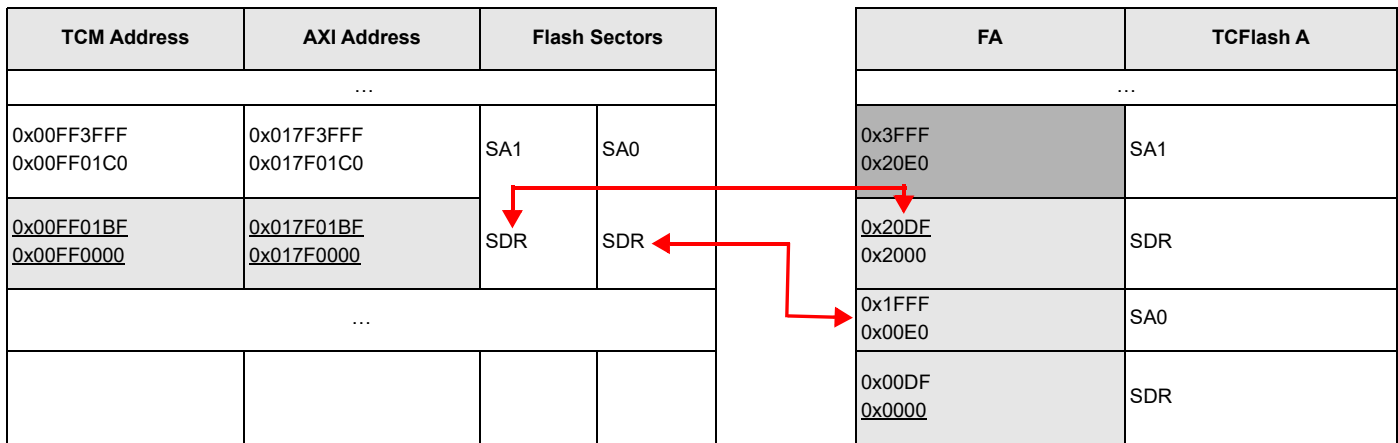 TCM Address AXI Address Flash Sectors FA TCFlash A
… …
0x00FF3FFF 0x017F3FFF SA1 SA0 0x3FFF SA1
0x00FF01C0 0x017F01C0 0x20E0
0x00FF01BF 0x017F01BF SDR SDR 0x20DF SDR
0x00FF0000 0x017F0000 0x2000
… 0x1FFF SA0
0x00E0
0x00DF SDR
0x0000